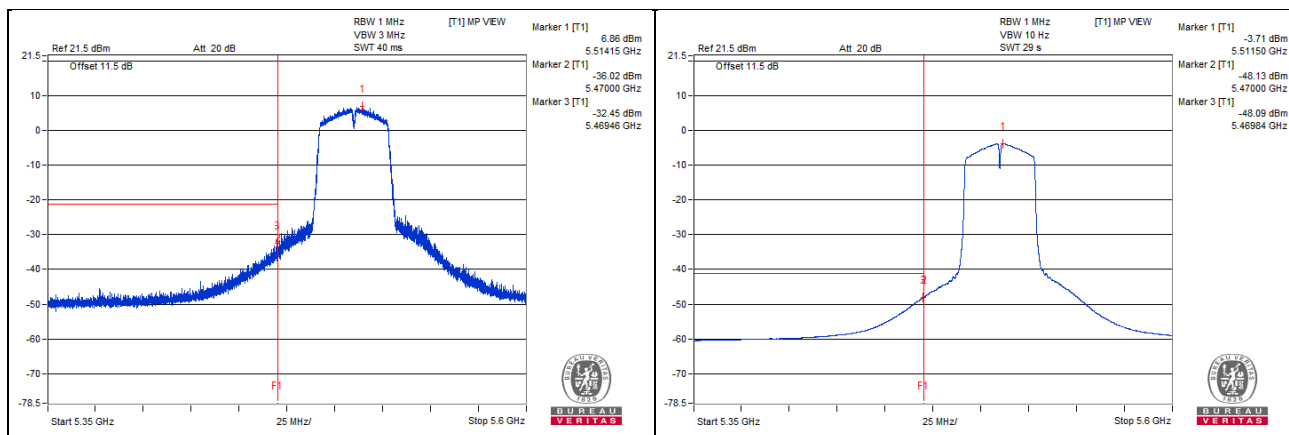 RBW 1 MHz
VBW 3 MHz
SWT 40 ms
[T1] MP VIEW
Ref 21.5 dBm
Att 20 dB
Offset 11.5 dB
Marker 1 [T1]
6.86 dBm
5.51415 GHz
Marker 2 [T1]
-36.02 dBm
5.47000 GHz
Marker 3 [T1]
-32.45 dBm
5.46946 GHz
21.5
10
0
-10
-20
-30
-40
-50
-60
-70
-78.5
1
3
F1
Start 5.35 GHz
25 MHz/
Stop 5.6 GHz
BUREAU VERITAS
1828
BUREAU
VERITAS
RBW 1 MHz
VBW 10 Hz
SWT 29 s
[T1] MP VIEW
Ref 21.5 dBm
Att 20 dB
Offset 11.5 dB
Marker 1 [T1]
-3.71 dBm
5.51150 GHz
Marker 2 [T1]
-48.13 dBm
5.47000 GHz
Marker 3 [T1]
-48.09 dBm
5.46984 GHz
21.5
10
0
-10
-20
-30
-40
-50
-60
-70
-78.5
1
F1
Start 5.35 GHz
25 MHz/
Stop 5.6 GHz
BUREAU VERITAS
1828
BUREAU
VERITAS